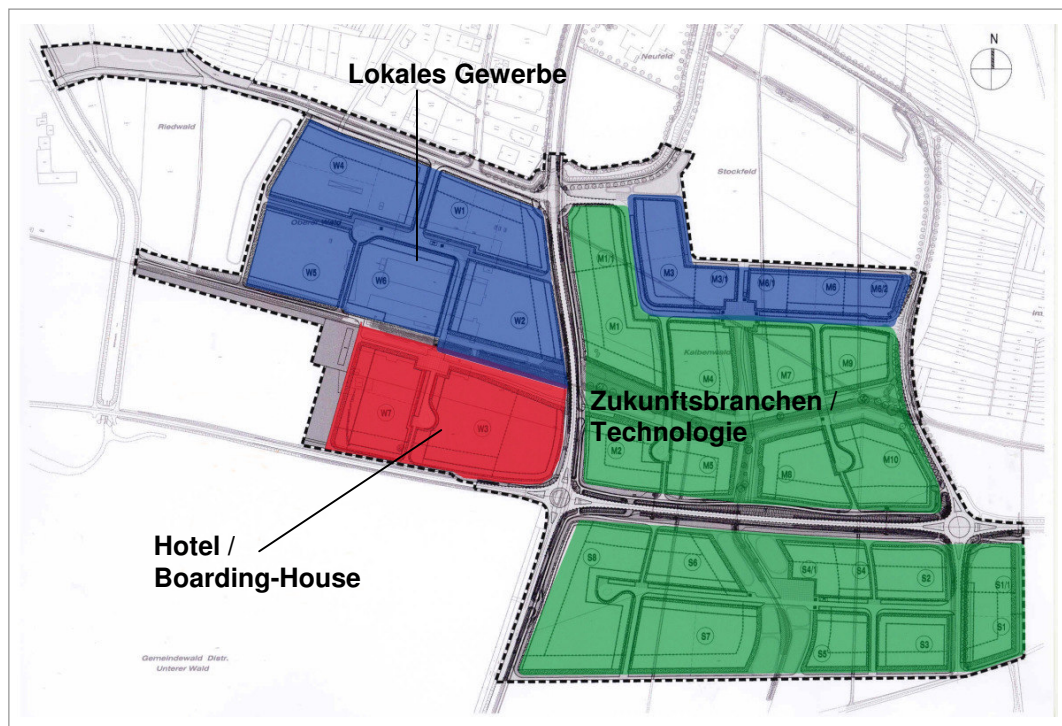 N
Neufeld
Lokales Gewerbe
Riedwald
Stockfeld
W4
W1
M1/1
M3
M3/1
M6/1
M6
W5
W6
W2
M1
M4
M7
M9
Zukunftsbranchen /
Technologie
W7
W3
M2
M5
M8
M10
Hotel /
Boarding-House
S8
S6
S4/1
S4
S2
S1/1
S7
S5
S3
S1
Gemeindewald Distr.
Unterer Wald